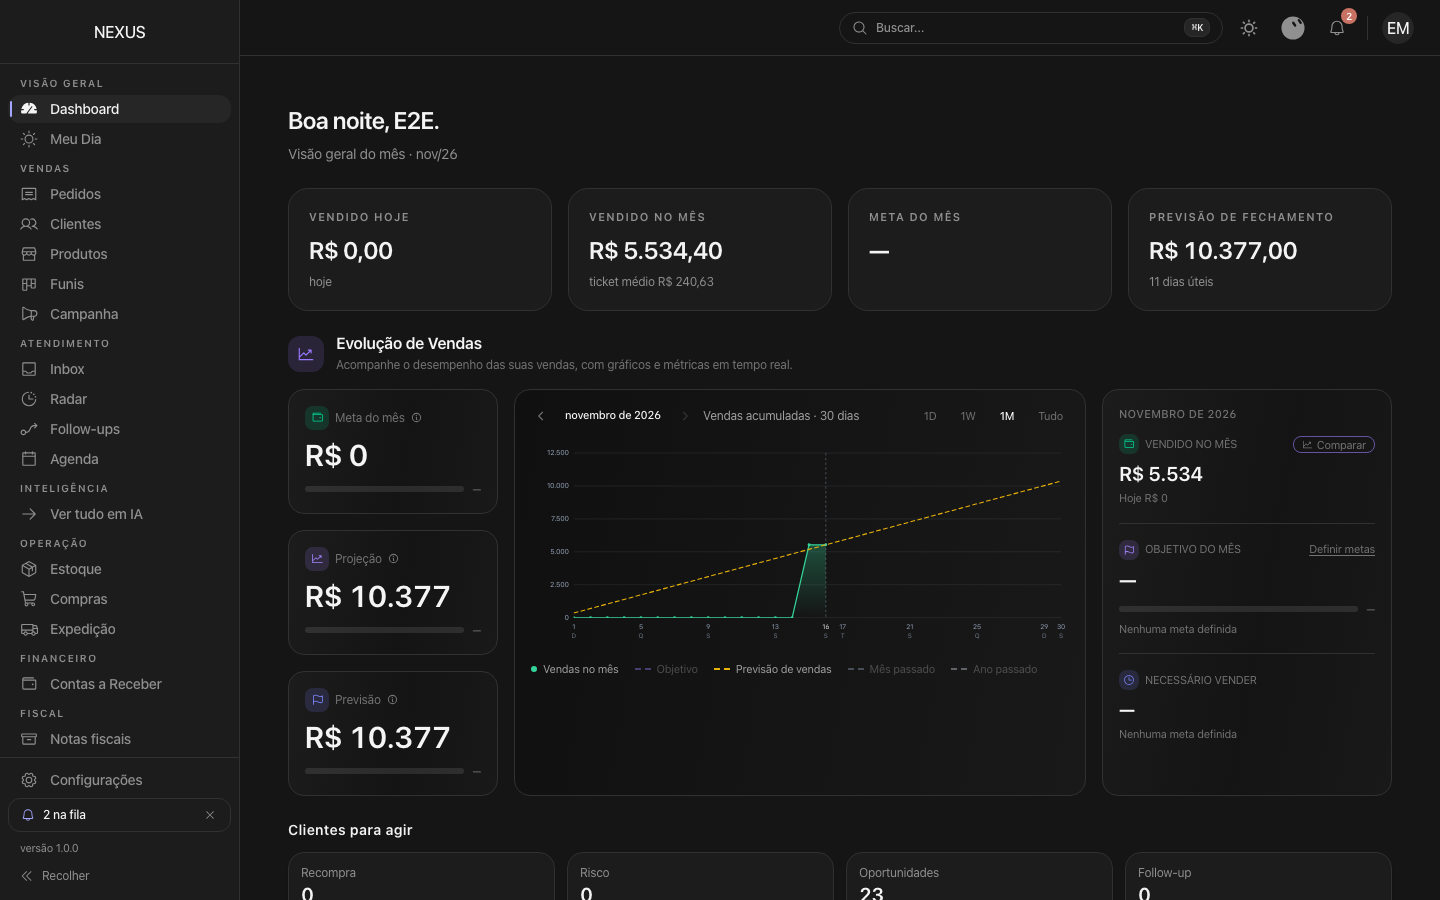 NEXUS
Buscar...
⌘K
2
EM
VISÃO GERAL
Dashboard
Meu Dia
VENDAS
Pedidos
Clientes
Produtos
Funis
Campanha
ATENDIMENTO
Inbox
Radar
Follow-ups
Agenda
INTELIGÊNCIA
Ver tudo em IA
OPERAÇÃO
Estoque
Compras
Expedição
FINANCEIRO
Contas a Receber
FISCAL
Notas fiscais
Configurações
2 na fila
versão 1.0.0
Recolher
Boa noite, E2E.
Visão geral do mês · nov/26
VENDIDO HOJE
R$ 0,00
hoje
VENDIDO NO MÊS
R$ 5.534,40
ticket médio R$ 240,63
META DO MÊS
—
PREVISÃO DE FECHAMENTO
R$ 10.377,00
11 dias úteis
Evolução de Vendas
Acompanhe o desempenho das suas vendas, com gráficos e métricas em tempo real.
Meta do mês
R$ 0
—
Projeção
R$ 10.377
—
Previsão
R$ 10.377
—
novembro de 2026
Vendas acumuladas · 30 dias
1D 1W 1M Tudo
12.500
10.000
7.500
5.000
2.500
0
1 5 9 13 16 17 21 25 29 30
D Q S S S T S Q D S
Vendas no mês
Objetivo
Previsão de vendas
Mês passado
Ano passado
NOVEMBRO DE 2026
VENDIDO NO MÊS
Comparar
R$ 5.534
Hoje R$ 0
OBJETIVO DO MÊS
Definir metas
—
—
Nenhuma meta definida
NECESSÁRIO VENDER
—
Nenhuma meta definida
Clientes para agir
Recompra
0
Risco
0
Oportunidades
23
Follow-up
0